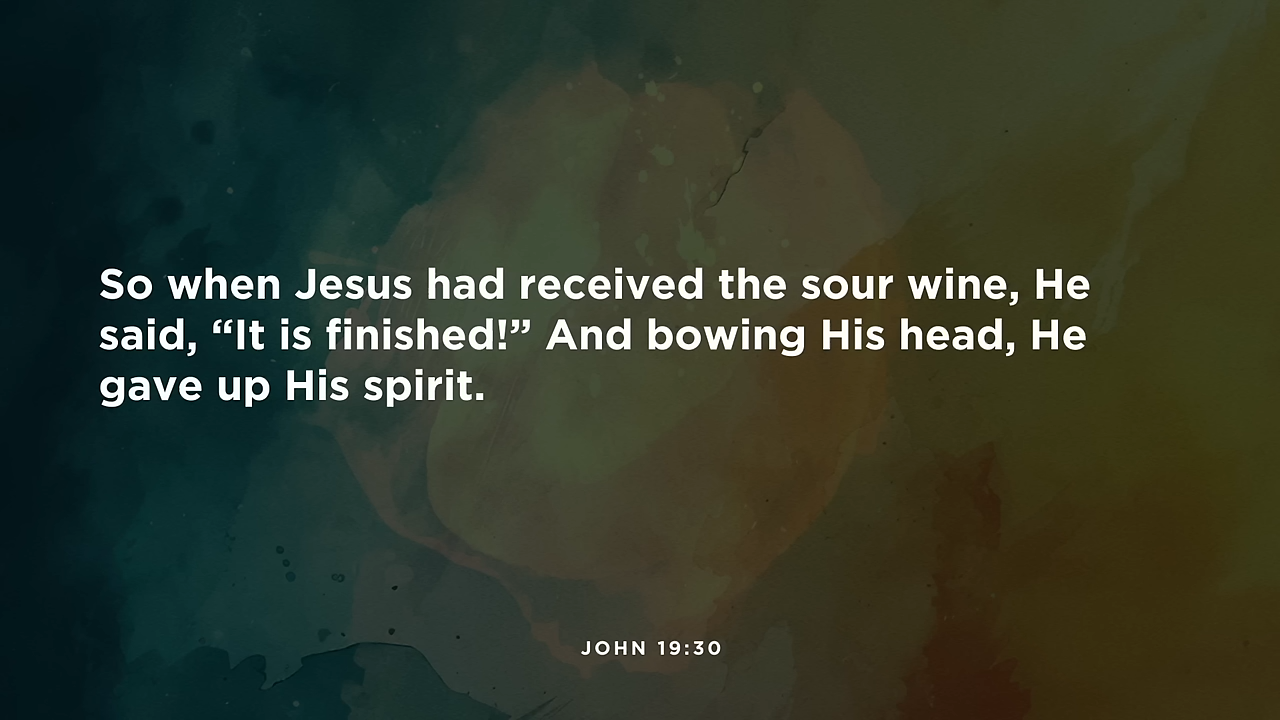 So when Jesus had received the sour wine, He
said, “It is finished!” And bowing His head, He
gave up His spirit.
JOHN 19:30